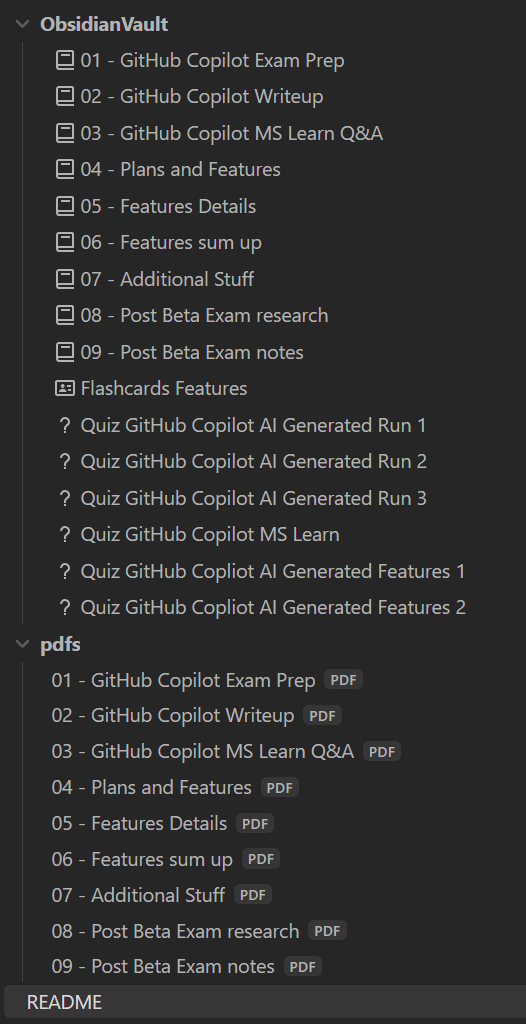 ObsidianVault
01 - GitHub Copilot Exam Prep
02 - GitHub Copilot Writeup
03 - GitHub Copilot MS Learn Q&A
04 - Plans and Features
05 - Features Details
06 - Features sum up
07 - Additional Stuff
08 - Post Beta Exam research
09 - Post Beta Exam notes
Flashcards Features
? Quiz GitHub Copilot AI Generated Run 1
? Quiz GitHub Copilot AI Generated Run 2
? Quiz GitHub Copilot AI Generated Run 3
? Quiz GitHub Copilot MS Learn
? Quiz GitHub Copliot AI Generated Features 1
? Quiz GitHub Copliot AI Generated Features 2
pdfs
01 - GitHub Copilot Exam Prep PDF
02 - GitHub Copilot Writeup PDF
03 - GitHub Copilot MS Learn Q&A PDF
04 - Plans and Features PDF
05 - Features Details PDF
06 - Features sum up PDF
07 - Additional Stuff PDF
08 - Post Beta Exam research PDF
09 - Post Beta Exam notes PDF
README